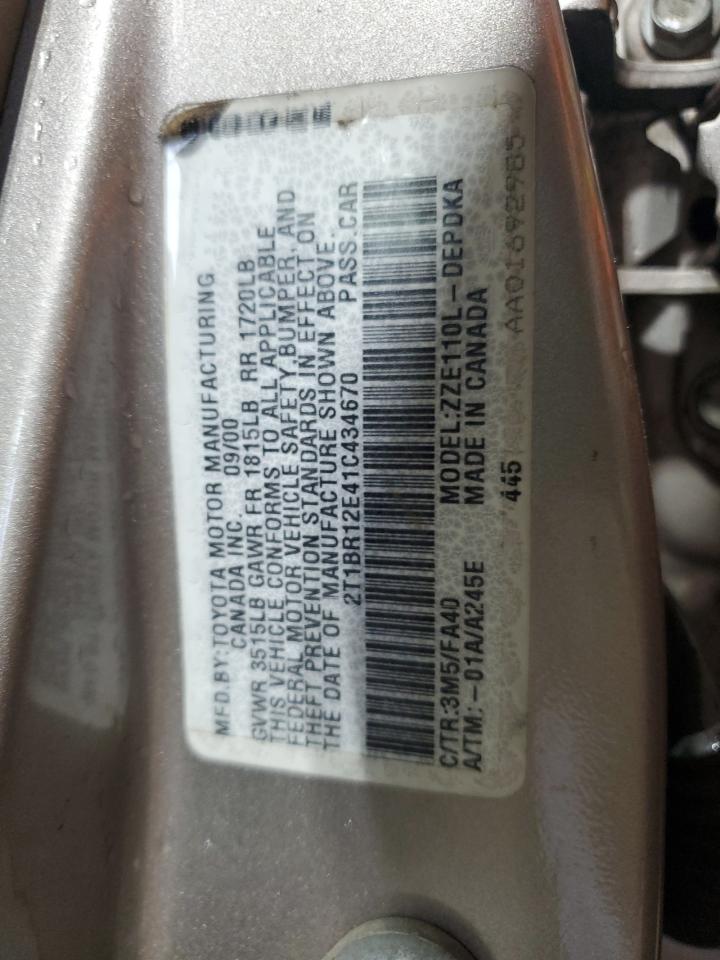 MFD.BY:TOYOTA MOTOR MANUFACTURING
CANADA INC. 09/00
GVWR 3515LB GAWR FR 1815LB RR 1720LB
THIS VEHICLE CONFORMS TO ALL APPLICABLE
FEDERAL MOTOR VEHICLE SAFETY,BUMPER, AND
THEFT PREVENTION STANDARDS IN EFFECT ON
THE DATE OF MANUFACTURE SHOWN ABOVE.
2T1BR12E41C434670 PASS.CAR
C/TR:3M5/FA40 MODEL:ZZE110L-DEPDKA
A/TM:-01A/A245E MADE IN CANADA
445
AA01692985